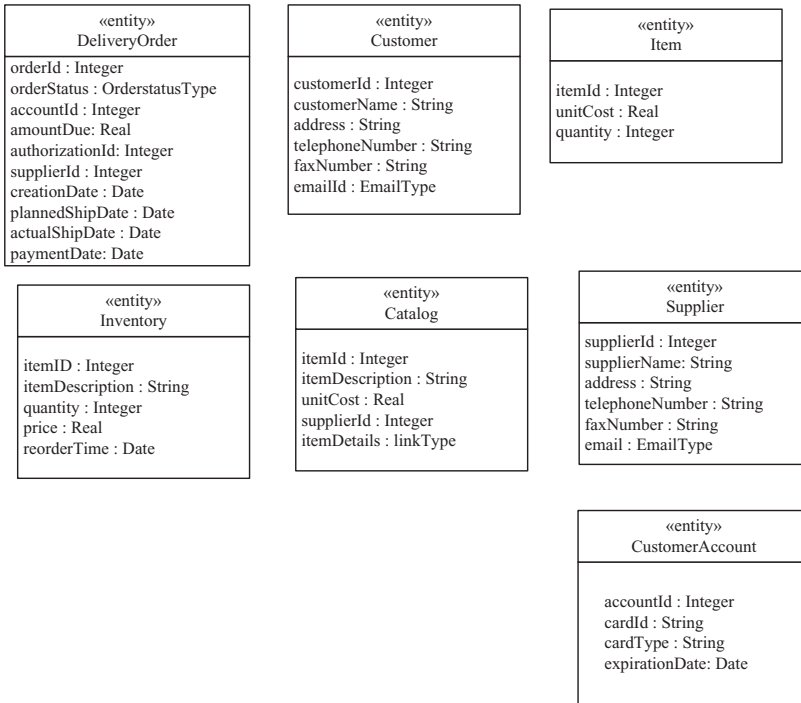 «entity»
DeliveryOrder
orderId : Integer
orderStatus : OrderstatusType
accountId : Integer
amountDue: Real
authorizationId: Integer
supplierId : Integer
creationDate : Date
plannedShipDate : Date
actualShipDate : Date
paymentDate: Date
«entity»
Customer
customerId : Integer
customerName : String
address : String
telephoneNumber : String
faxNumber : String
emailId : EmailType
«entity»
Item
itemId : Integer
unitCost : Real
quantity : Integer
«entity»
Inventory
itemID : Integer
itemDescription : String
quantity : Integer
price : Real
reorderTime : Date
«entity»
Catalog
itemId : Integer
itemDescription : String
unitCost : Real
supplierId : Integer
itemDetails : linkType
«entity»
Supplier
supplierId : Integer
supplierName: String
address : String
telephoneNumber : String
faxNumber : String
email : EmailType
«entity»
CustomerAccount
accountId : Integer
cardId : String
cardType : String
expirationDate: Date